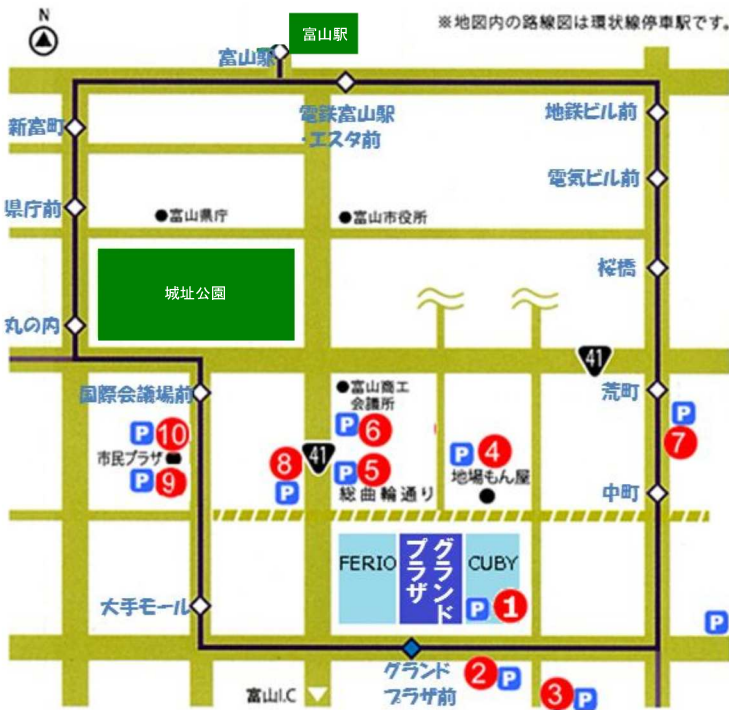 N
※地図内の路線図は環状線停車駅です。
富山駅
富山駅
電鉄富山駅
・エスタ前
地鉄ビル前
新富町
電気ビル前
県庁前
●富山県庁
●富山市役所
桜橋
城址公園
丸の内
41
国際会議場前
●富山商工
会議所
荒町
P 10
P 6
P 7
市民プラザ●
8 P
41
P 5
P 4
P 9
総曲輪通り
地場もん屋
中町
FERIO
グランド
プラザ
CUBY
P 1
大手モール
P
グランド
プラザ前
2 P
3 P
富山I.C